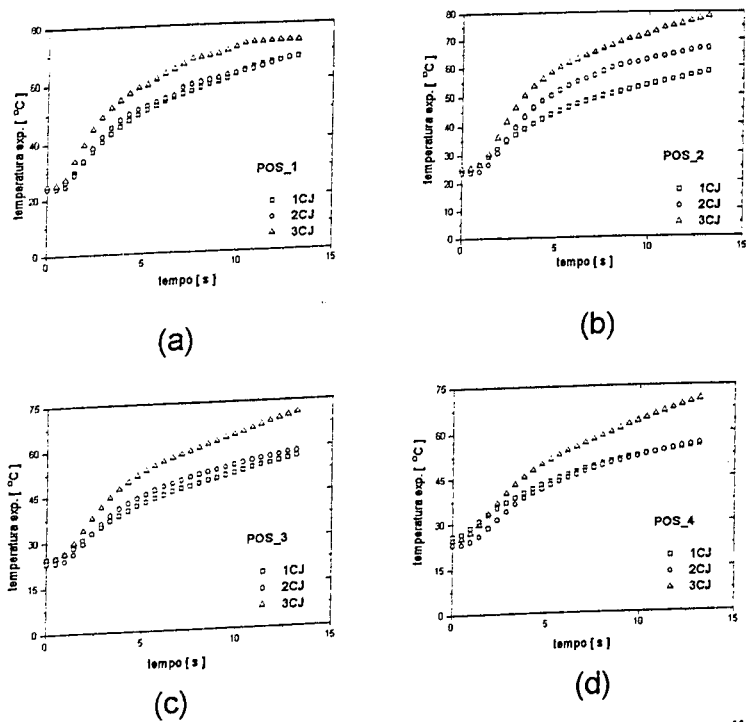 80
60
40
20
0
temperatura exp. [ °C]
POS_1
1CJ
2CJ
3CJ
0 5 10 15
tempo [ s ]
(a)
80
70
60
50
40
30
20
10
0
temperatura exp. [ °C]
POS_2
1CJ
2CJ
3CJ
0 5 10 15
tempo [ s ]
(b)
75
60
45
30
15
0
temperatura exp. [ °C]
POS_3
1CJ
2CJ
3CJ
0 5 10 15
tempo [ s ]
(c)
75
60
45
30
15
0
temperatura exp. [ °C]
POS_4
1CJ
2CJ
3CJ
0 5 10 15
tempo [ s ]
(d)